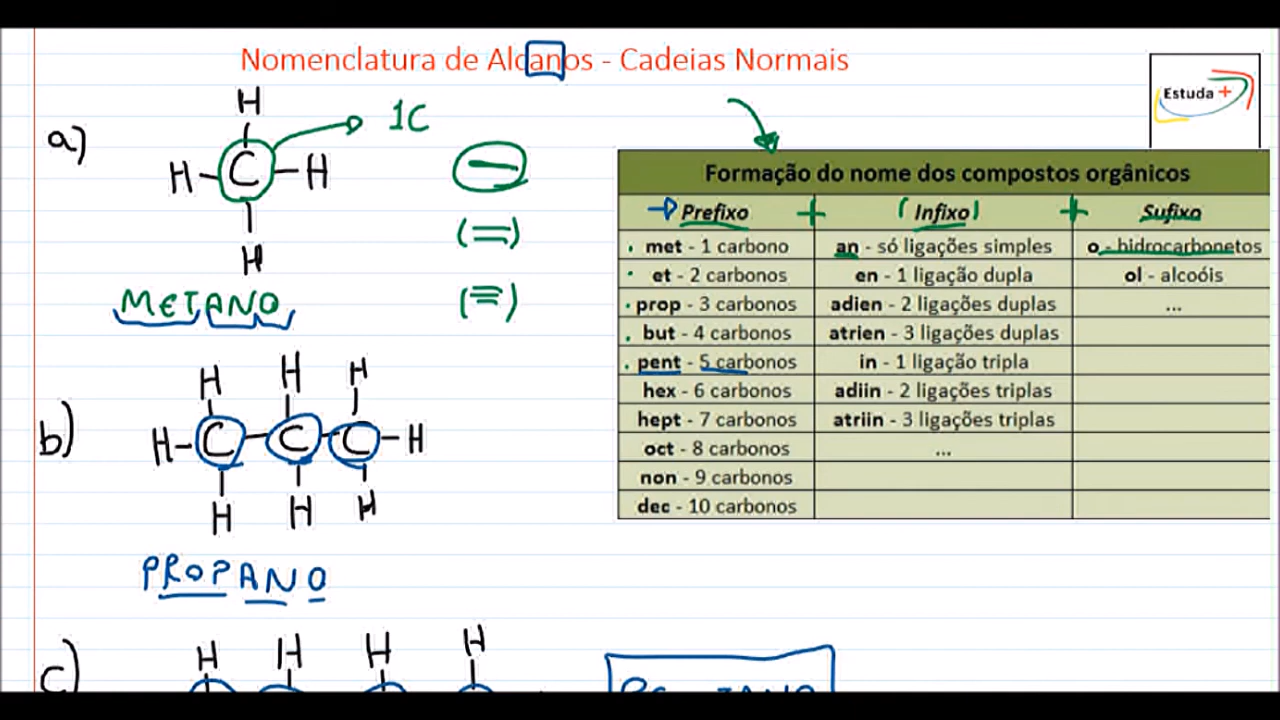 Nomenclatura de Alcanos - Cadeias Normais
Estuda +
a)
H
H-C-H
H
1C
(=)
(≡)
METANO
Formação do nome dos compostos orgânicos
Prefixo + (Infixo) + Sufixo
met - 1 carbono an - só ligações simples o - hidrocarbonetos
et - 2 carbonos en - 1 ligação dupla ol - alcoóis
prop - 3 carbonos adien - 2 ligações duplas ...
but - 4 carbonos atrien - 3 ligações duplas
pent - 5 carbonos in - 1 ligação tripla
hex - 6 carbonos adiin - 2 ligações triplas
hept - 7 carbonos atriin - 3 ligações triplas
oct - 8 carbonos ...
non - 9 carbonos
dec - 10 carbonos
b)
H H H
H-C-C-C-H
H H H
PROPANO
c)
H H H H